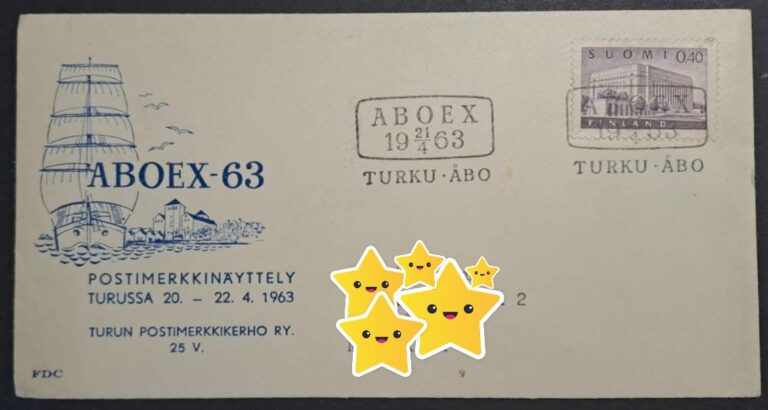 ABOEX-63
POSTIMERKKINÄYTTELY
TURUSSA 20. – 22. 4. 1963
TURUN POSTIMERKKIKERHO RY.
25 V.
FDC
ABOEX
19 21/4 63
TURKU · ÅBO
SUOMI 0,40
FINLAND
TURKU · ÅBO
2